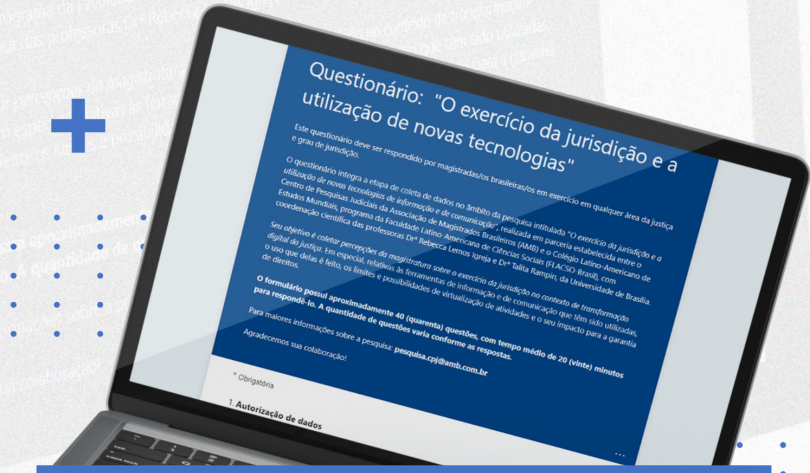 Questionário: "O exercício da jurisdição e a
utilização de novas tecnologias"
Este questionário deve ser respondido por magistradas/os brasileiras/os em exercício em qualquer área da justiça
e grau de jurisdição.
O questionário integra a etapa de coleta de dados no âmbito da pesquisa intitulada "O exercício da jurisdição e a
utilização de novas tecnologias de informação e de comunicação", realizada em parceria estabelecida entre o
Centro de Pesquisas Judiciais da Associação de Magistrados Brasileiros (AMB) e o Colégio Latino-Americano de
Estudos Mundiais, programa da Faculdade Latino-Americana de Ciências Sociais (FLACSO-Brasil), com
coordenação científica das professoras Drª Rebecca Lemos Igreja e Drª Talita Rampin, da Universidade de Brasília.
Seu objetivo é coletar percepções da magistratura sobre o exercício da jurisdição no contexto de transformação
digital da justiça. Em especial, relativas às ferramentas de informação e de comunicação que têm sido utilizadas,
o uso que delas é feito, os limites e possibilidades de virtualização de atividades e o seu impacto para a garantia
de direitos.
O formulário possui aproximadamente 40 (quarenta) questões, com tempo médio de 20 (vinte) minutos
para respondê-lo. A quantidade de questões varia conforme as respostas.
Para maiores informações sobre a pesquisa: pesquisa.cpj@amb.com.br
Agradecemos sua colaboração!
* Obrigatória
1. Autorização de dados